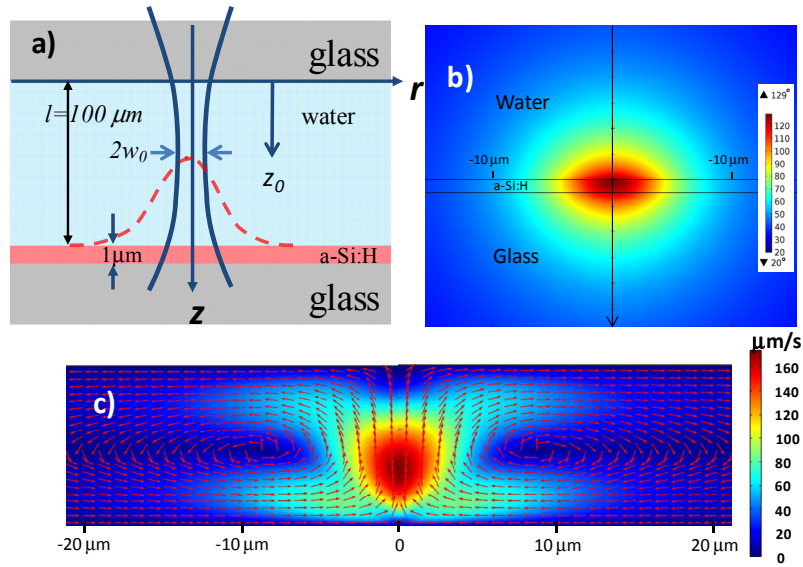 a)
glass
r
l=100 μm
water
2w₀
z₀
1μm
a-Si:H
glass
z
b)
Water
▲ 129°
120
110
100
90
80
70
60
50
40
30
20
▼ 20°
-10 μm
-10 μm
a-Si:H
Glass
c)
μm/s
160
140
120
100
80
60
40
20
0
-20 μm
-10 μm
0
10 μm
20 μm